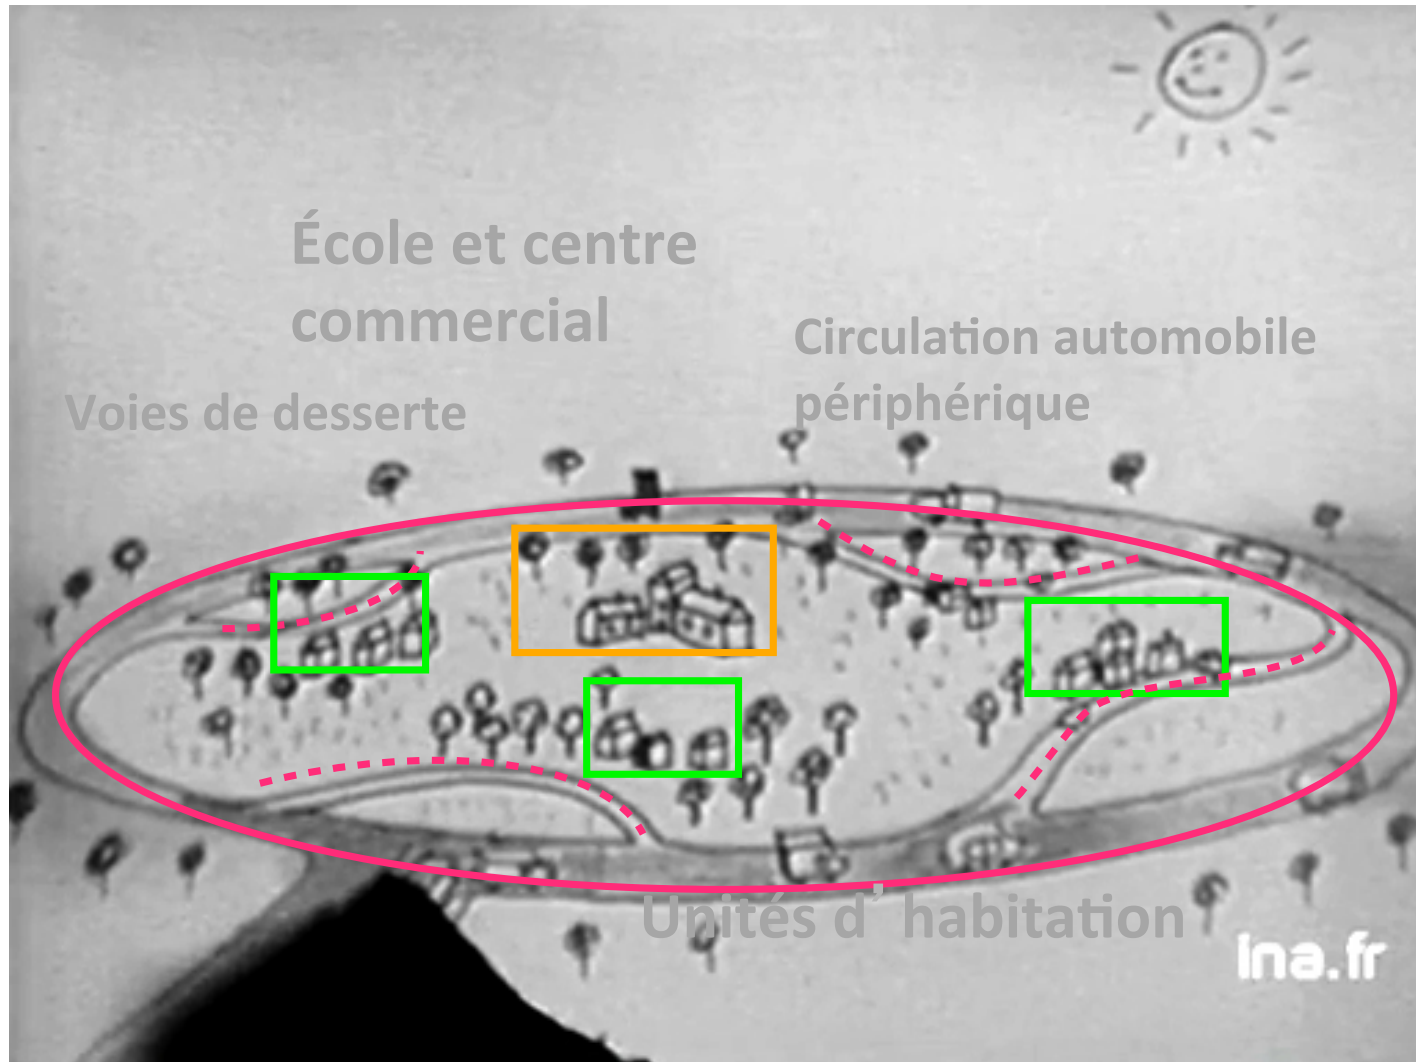 École et centre
commercial
Circulation automobile
périphérique
Voies de desserte
Unités d’ habitation
ina.fr